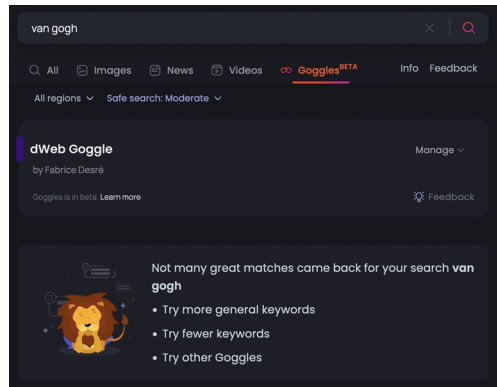 van gogh
All Images News Videos Goggles BETA Info Feedback
All regions Safe search: Moderate
dWeb Goggle Manage
by Fabrice Desré
Goggles is in beta. Learn more. Feedback
Not many great matches came back for your search van
gogh
• Try more general keywords
• Try fewer keywords
• Try other Goggles